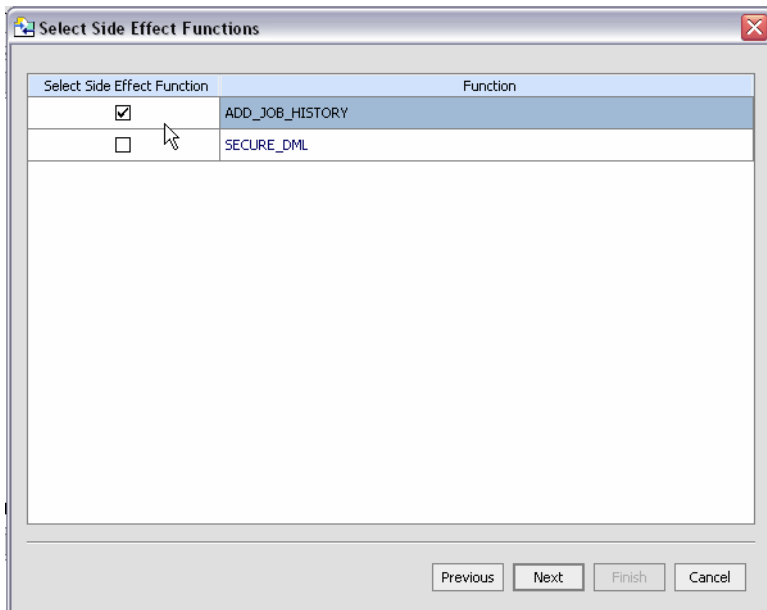 Select Side Effect Functions
Select Side Effect Function Function
ADD_JOB_HISTORY
SECURE_DML
Previous Next Finish Cancel